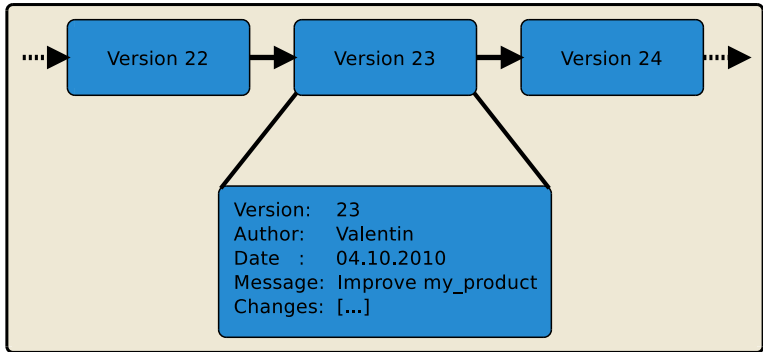 Version 22
Version 23
Version 24
Version: 23
Author: Valentin
Date : 04.10.2010
Message: Improve my_product
Changes: [...]